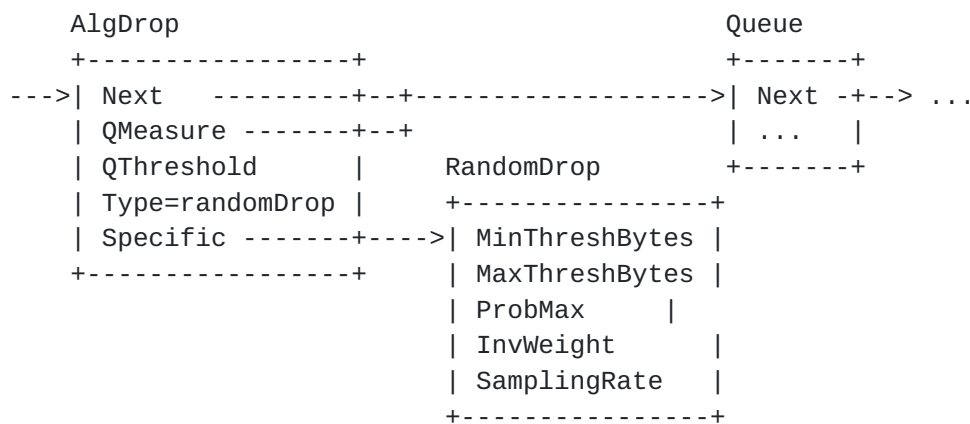 AlgDrop                                    Queue
    +-----------------+                        +-------+
--->| Next   ---------+--+------------------->| Next -+--> ...
    | QMeasure -------+--+                     | ...   |
    | QThreshold      |     RandomDrop         +-------+
    | Type=randomDrop |     +----------------+
    | Specific -------+---->| MinThreshBytes |
    +-----------------+     | MaxThreshBytes |
                            | ProbMax     |
                            | InvWeight      |
                            | SamplingRate   |
                            +----------------+